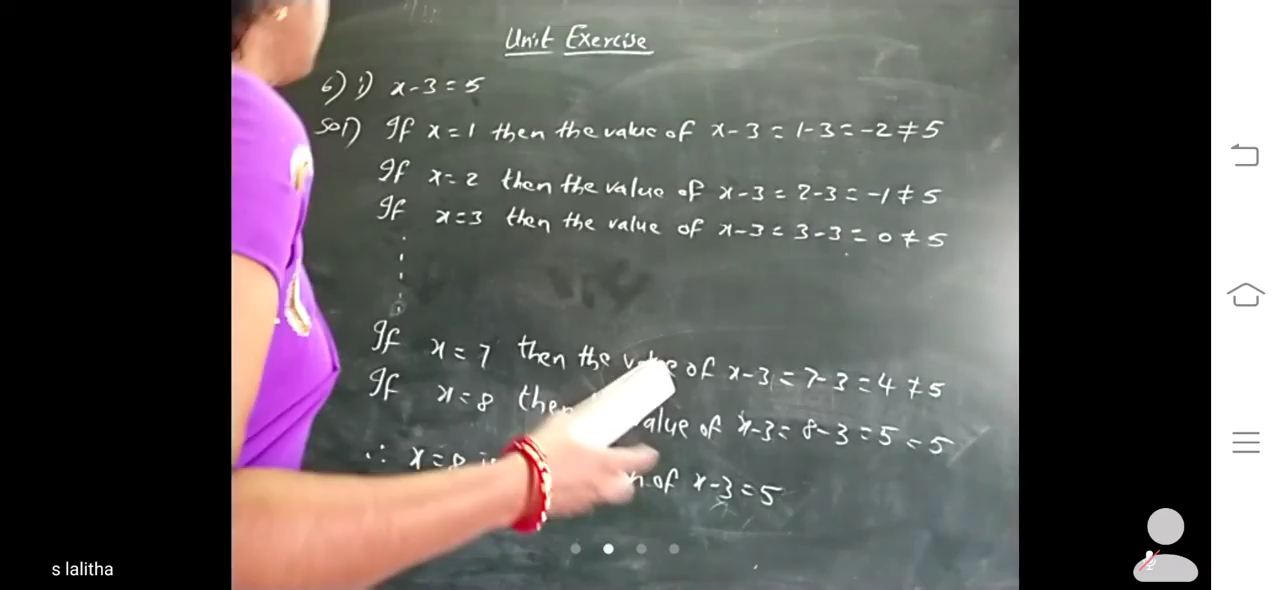 Unit Exercise
6) i) x-3=5
Sol) If x=1 then the value of x-3 = 1-3 = -2 ≠ 5
If x=2 then the value of x-3 = 2-3 = -1 ≠ 5
If x=3 then the value of x-3 = 3-3 = 0 ≠ 5
If x=7 then the value of x-3 = 7-3 = 4 ≠ 5
If x=8 then value of x-3 = 8-3 = 5 = 5
∴ x=8 of x-3=5
s lalitha